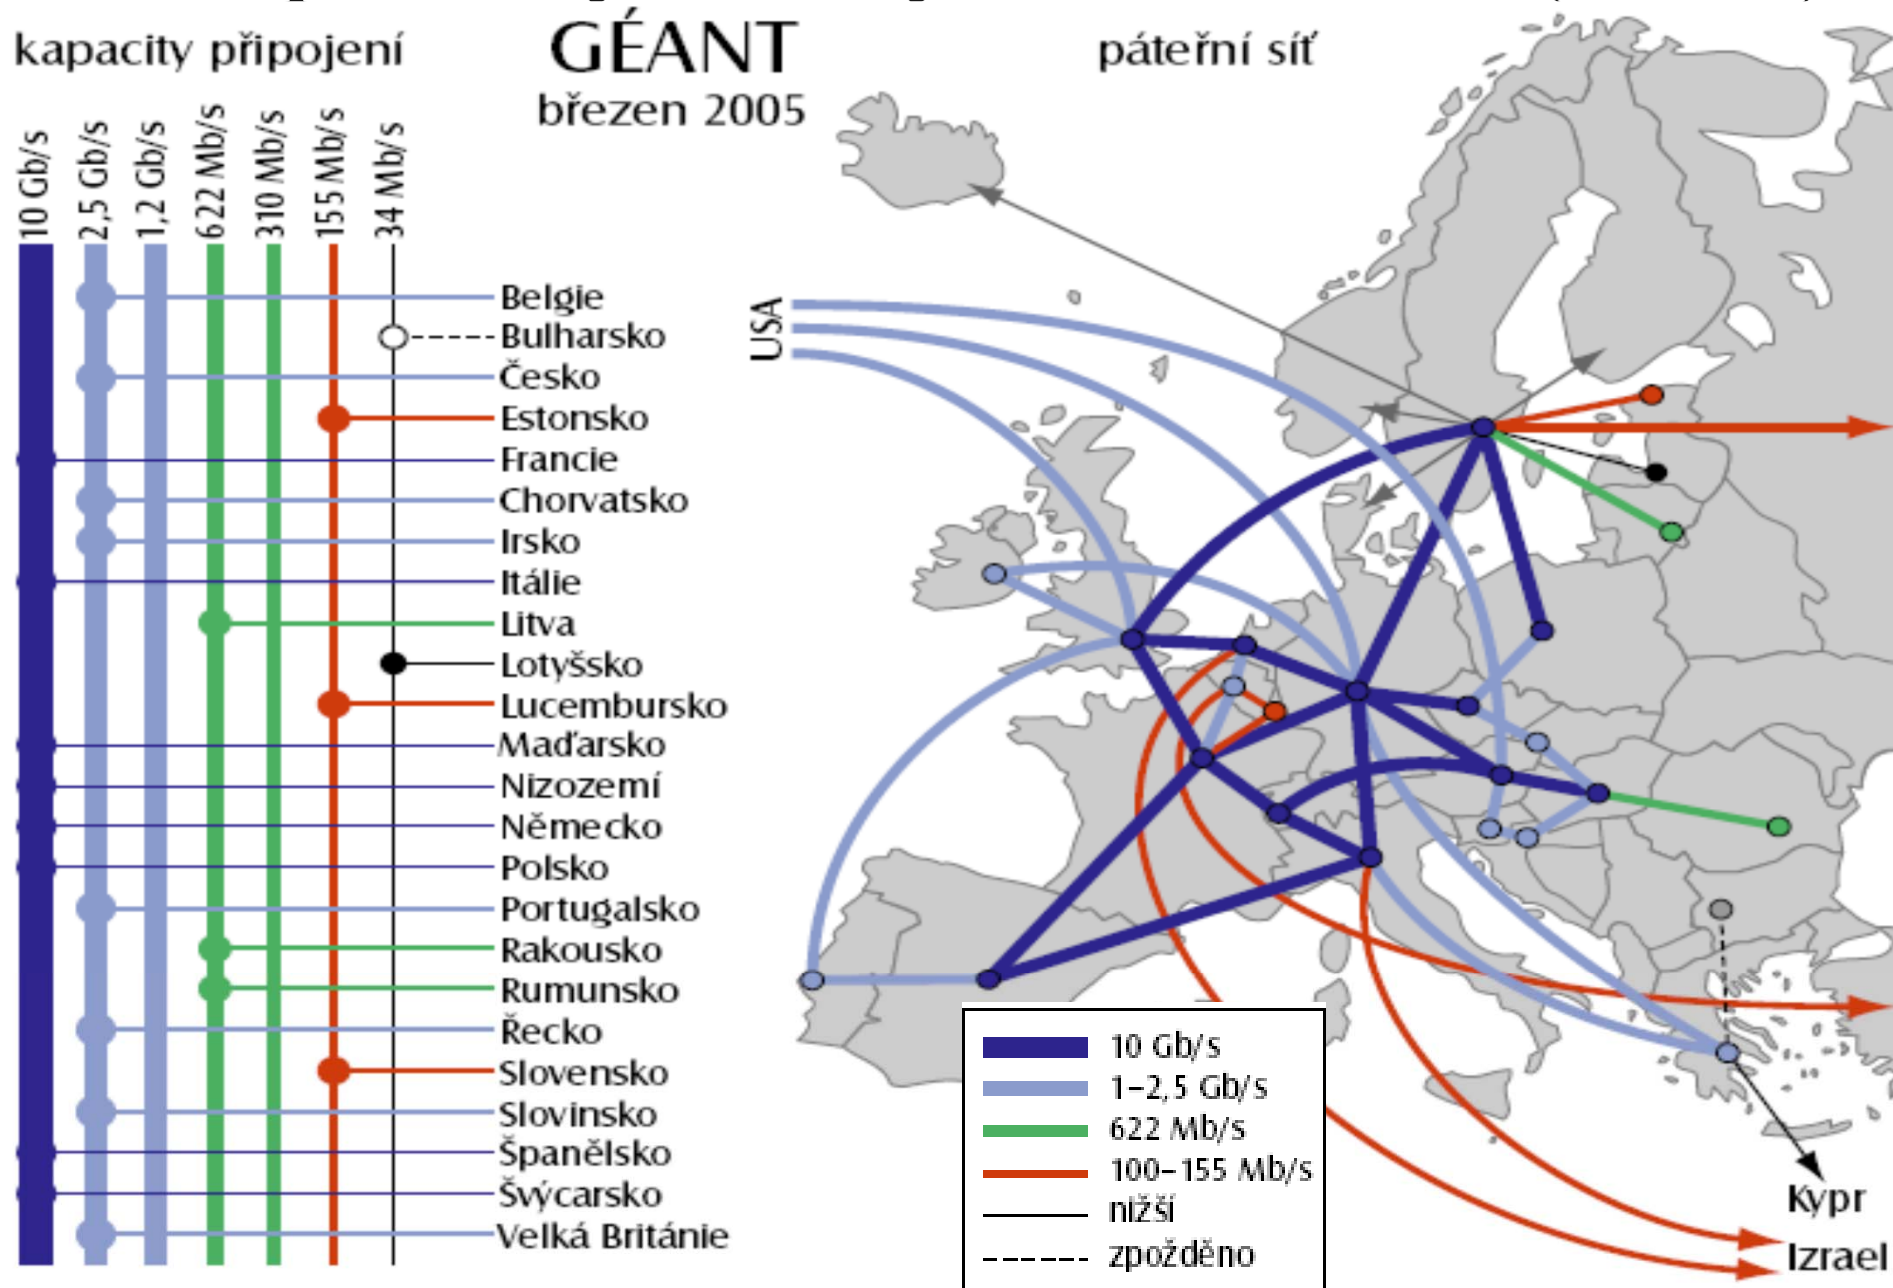 kapacity připojení
GÉANT
březen 2005
páteřní síť
10 Gb/s
2,5 Gb/s
1,2 Gb/s
622 Mb/s
310 Mb/s
155 Mb/s
34 Mb/s
Belgie
Bulharsko
Česko
Estonsko
Francie
Chorvatsko
Irsko
Itálie
Litva
Lotyšsko
Lucembursko
Maďarsko
Nizozemí
Německo
Polsko
Portugalsko
Rakousko
Rumunsko
Řecko
Slovensko
Slovinsko
Španělsko
Švýcarsko
Velká Británie
USA
10 Gb/s
1–2,5 Gb/s
622 Mb/s
100–155 Mb/s
nižší
zpožděno
Kypr
Izrael